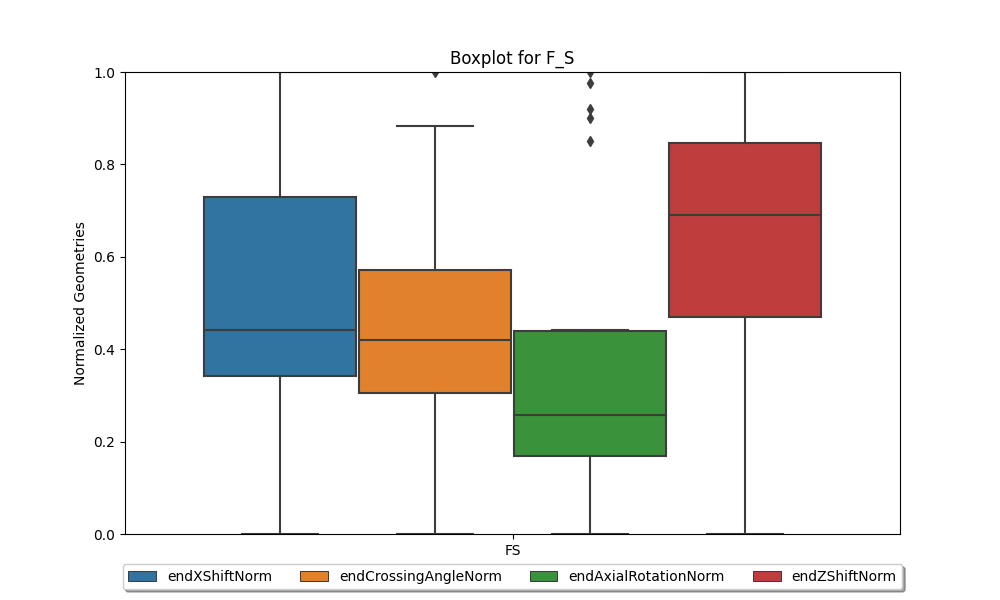 Boxplot for F_S
Normalized Geometries
1.0
0.8
0.6
0.4
0.2
0.0
FS
endXShiftNorm endCrossingAngleNorm endAxialRotationNorm endZShiftNorm